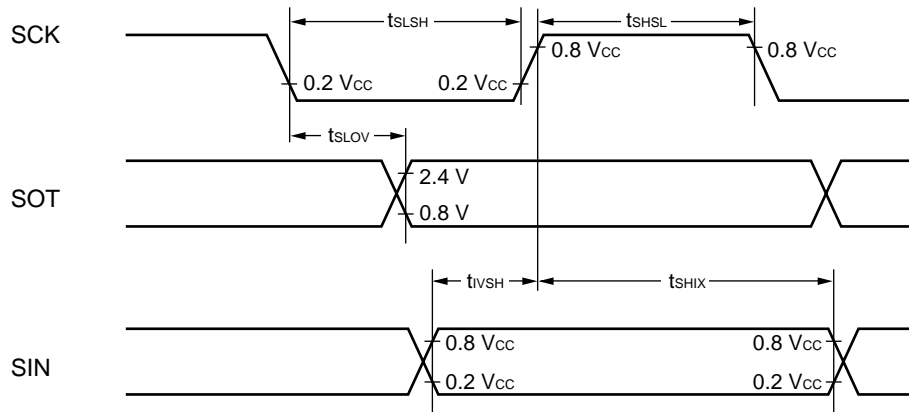 tSLSH tSHSL
SCK
0.8 VCC 0.8 VCC
0.2 VCC 0.2 VCC
tSLOV
SOT
2.4 V
0.8 V
tIVSH tSHIX
SIN
0.8 VCC 0.8 VCC
0.2 VCC 0.2 VCC